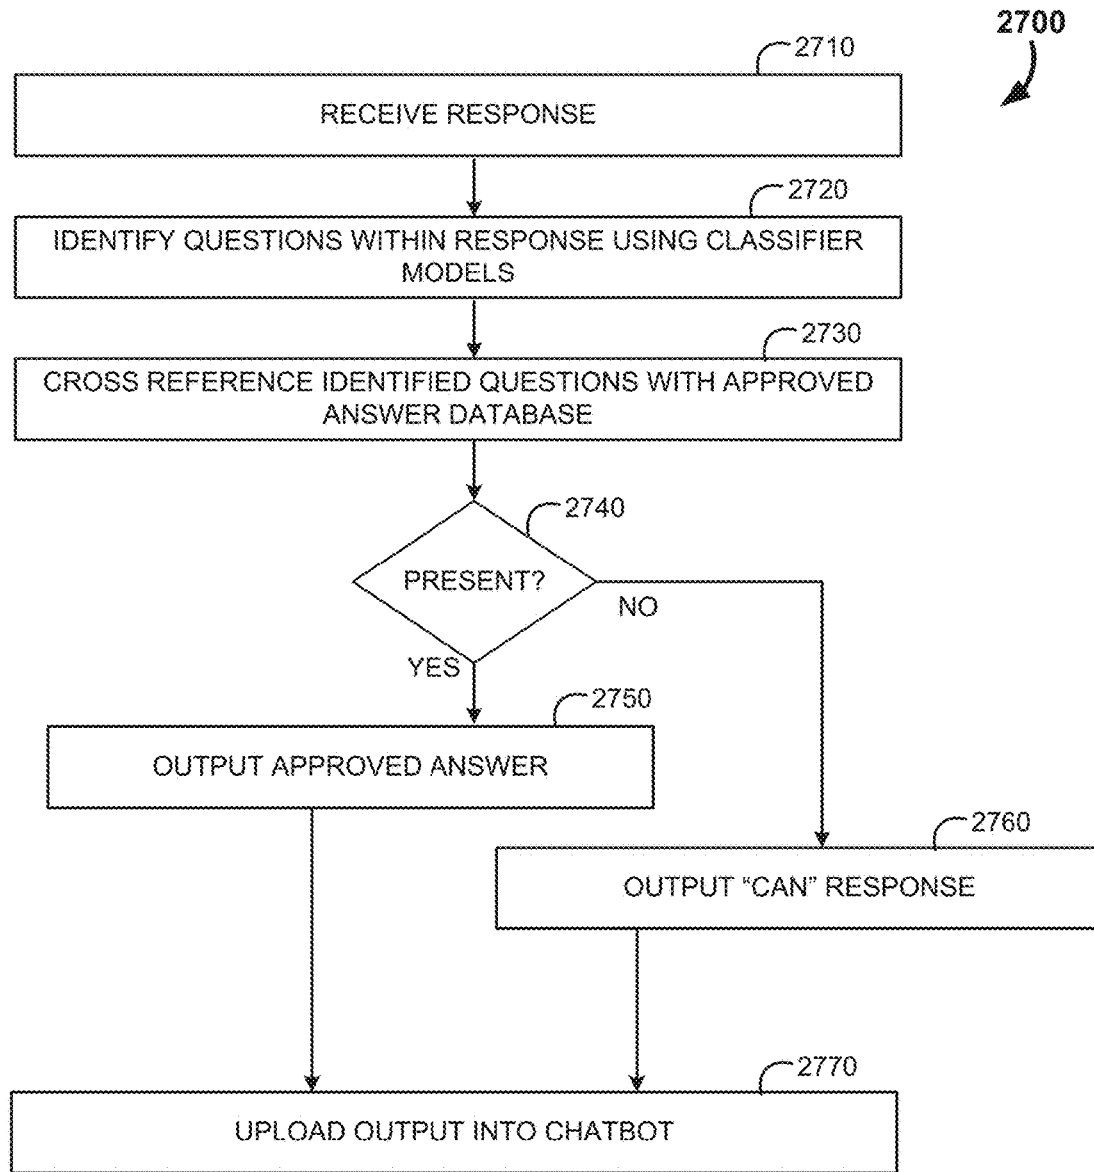 2700
2710
RECEIVE RESPONSE
2720
IDENTIFY QUESTIONS WITHIN RESPONSE USING CLASSIFIER
MODELS
2730
CROSS REFERENCE IDENTIFIED QUESTIONS WITH APPROVED
ANSWER DATABASE
2740
PRESENT?
NO
YES
2750
OUTPUT APPROVED ANSWER
2760
OUTPUT “CAN” RESPONSE
2770
UPLOAD OUTPUT INTO CHATBOT